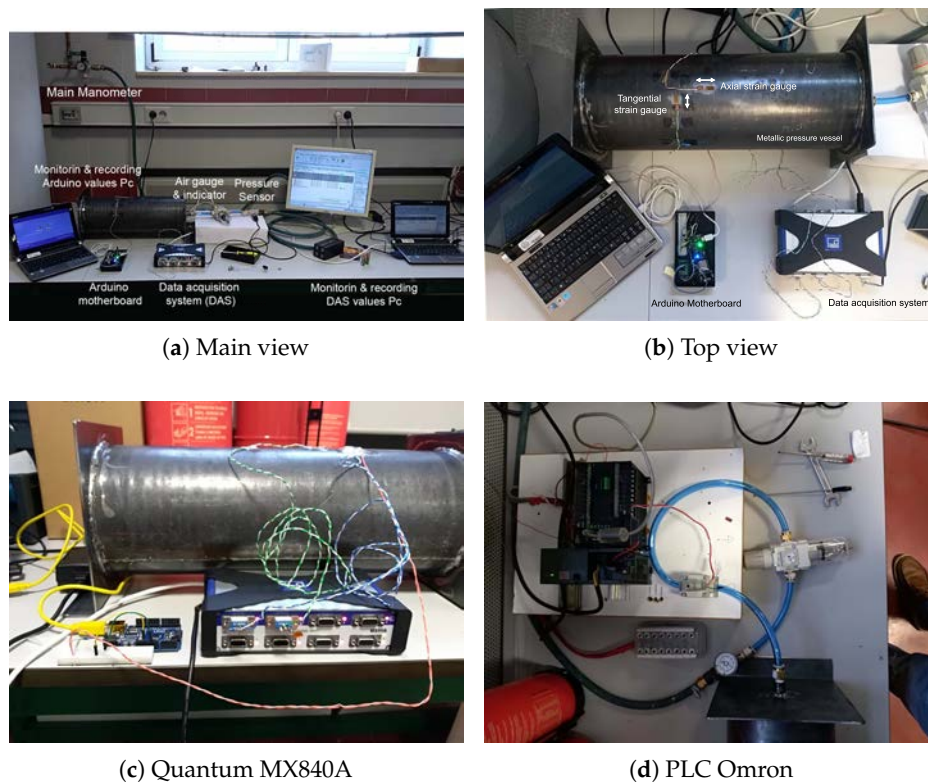 Main Manometer
Monitorin & recording
Arduino values Pc
Air gauge
& indicator
Pressure
Sensor
Arduino
motherboard
Data acquisition
system (DAS)
Monitorin & recording
DAS values Pc
(a) Main view
Axial strain gauge
Tangential
strain gauge
Metallic pressure vessel
Arduino Motherboard
Data acquisition system
(b) Top view
(c) Quantum MX840A
(d) PLC Omron